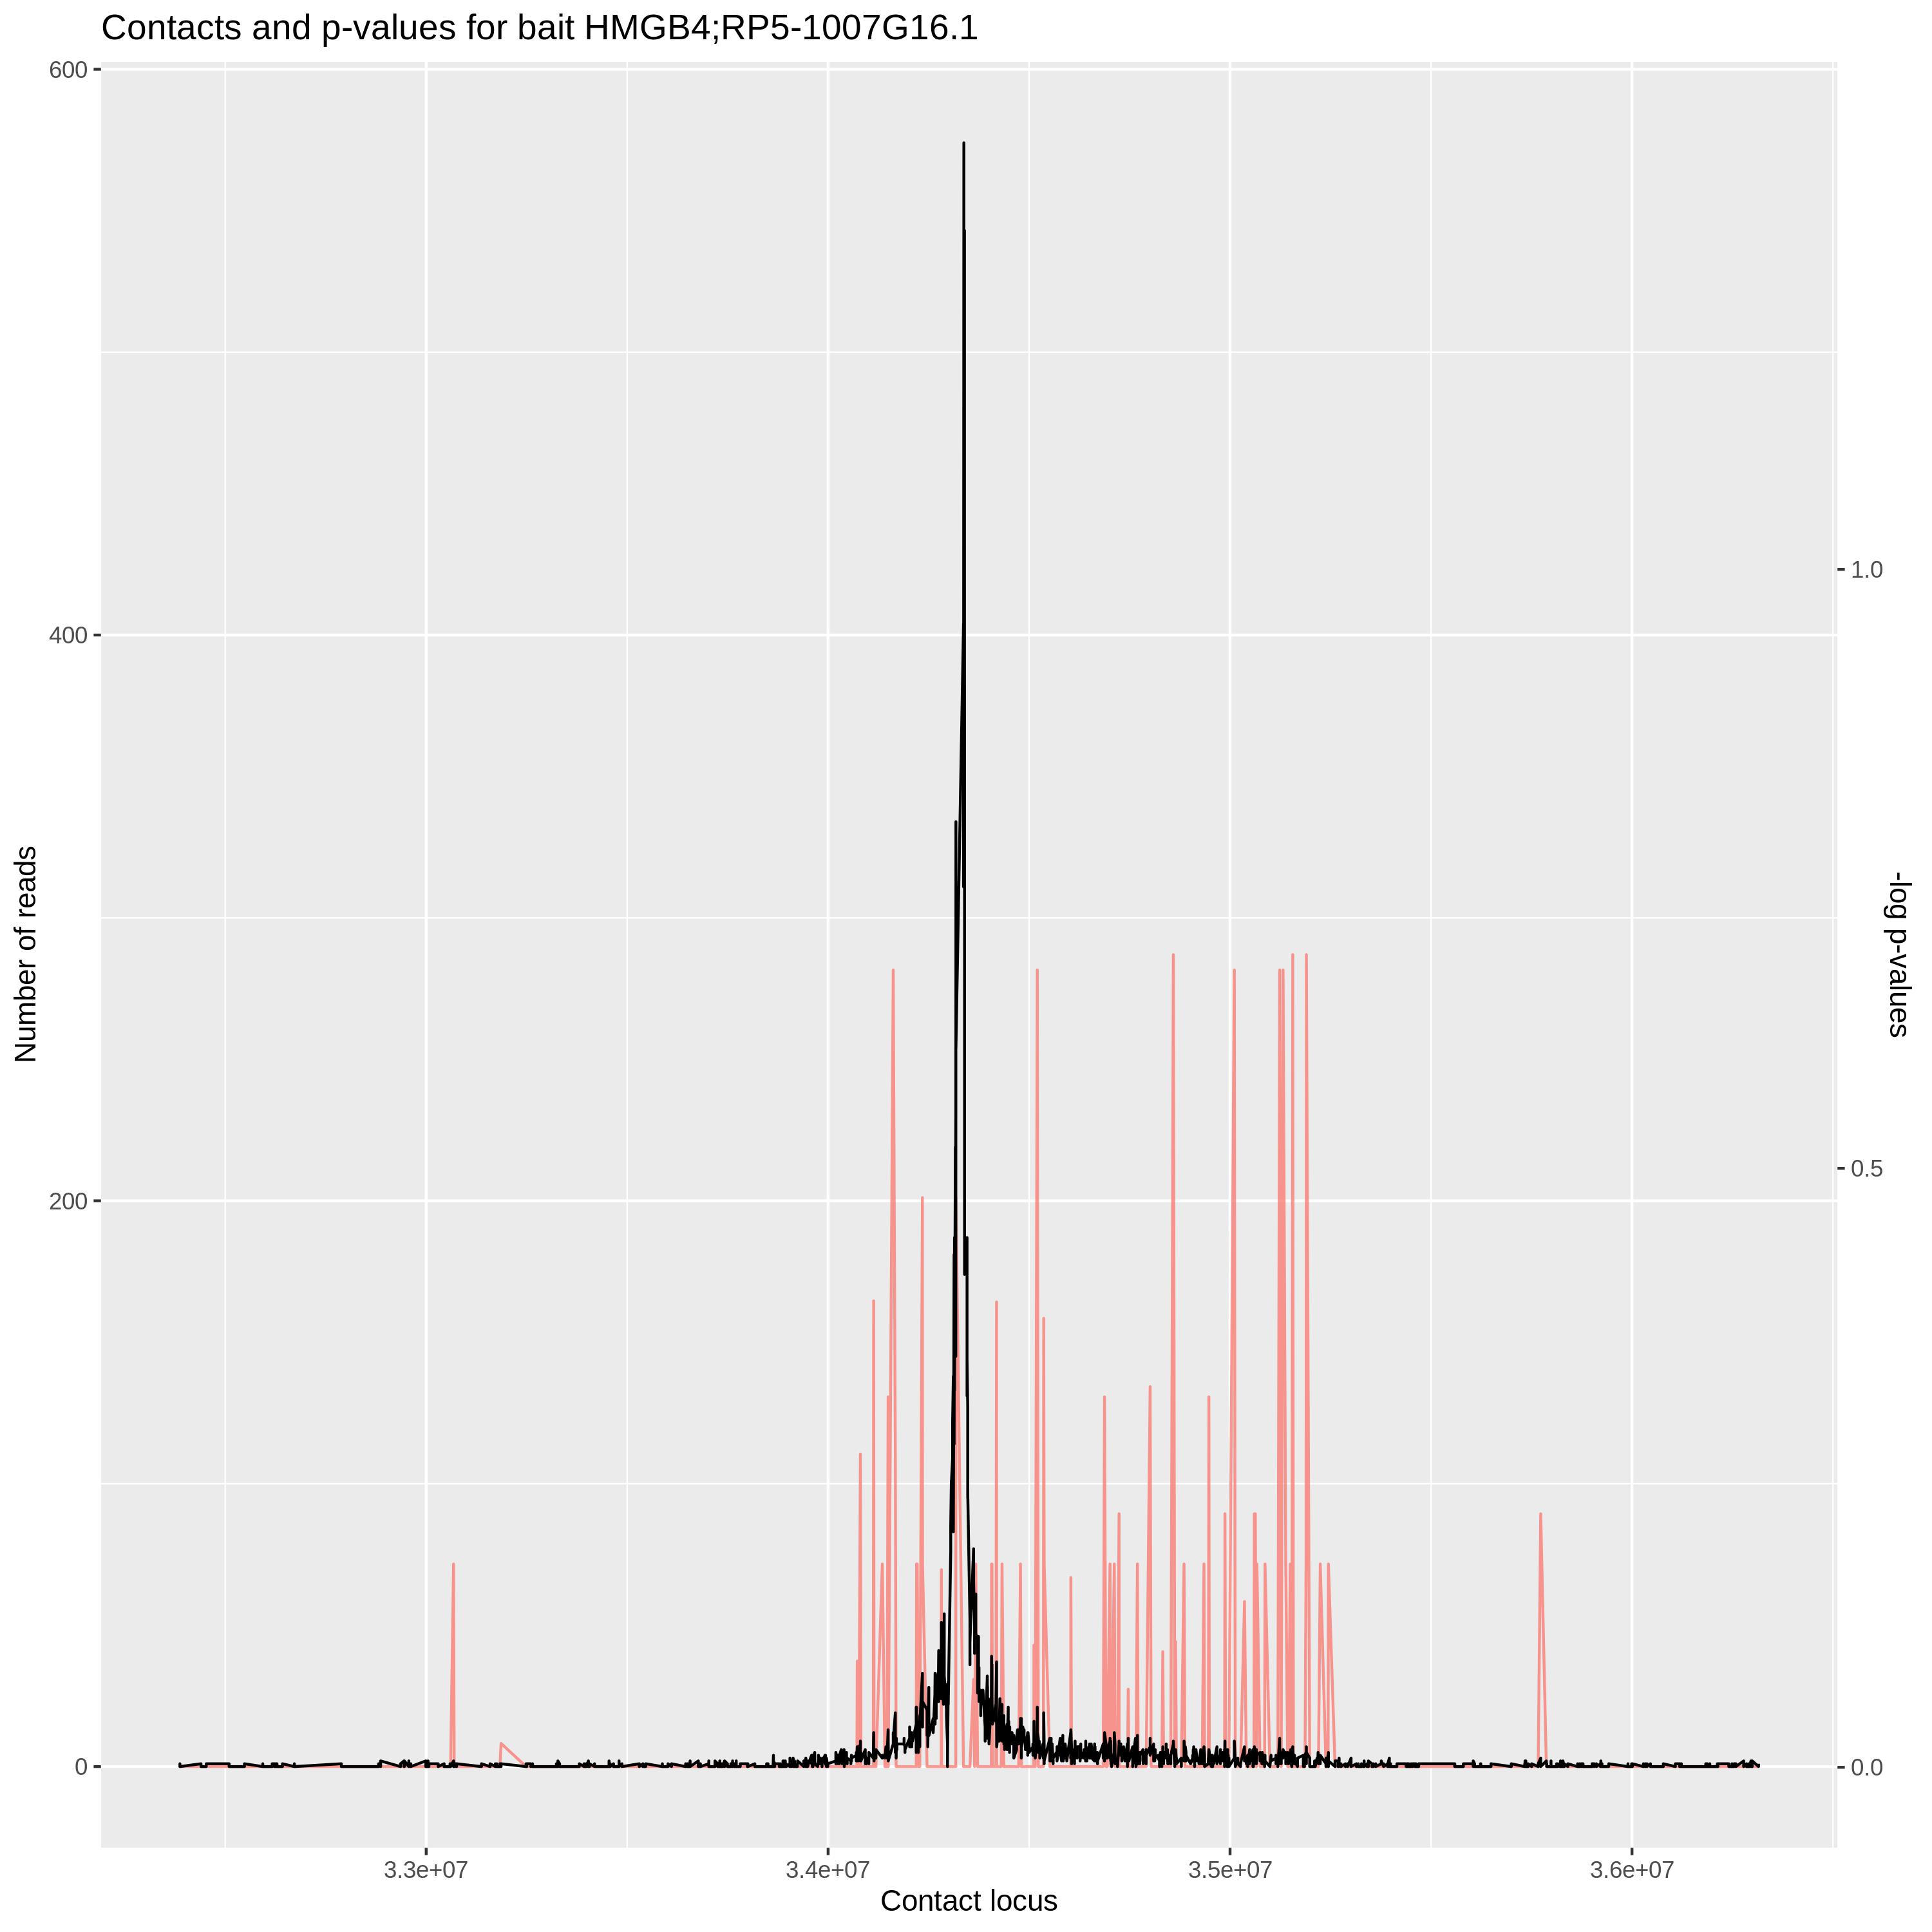 Contacts and p-values for bait HMGB4;RP5-1007G16.1
600
400
200
0
Number of reads
1.0
0.5
0.0
-log p-values
3.3e+07
3.4e+07
3.5e+07
3.6e+07
Contact locus